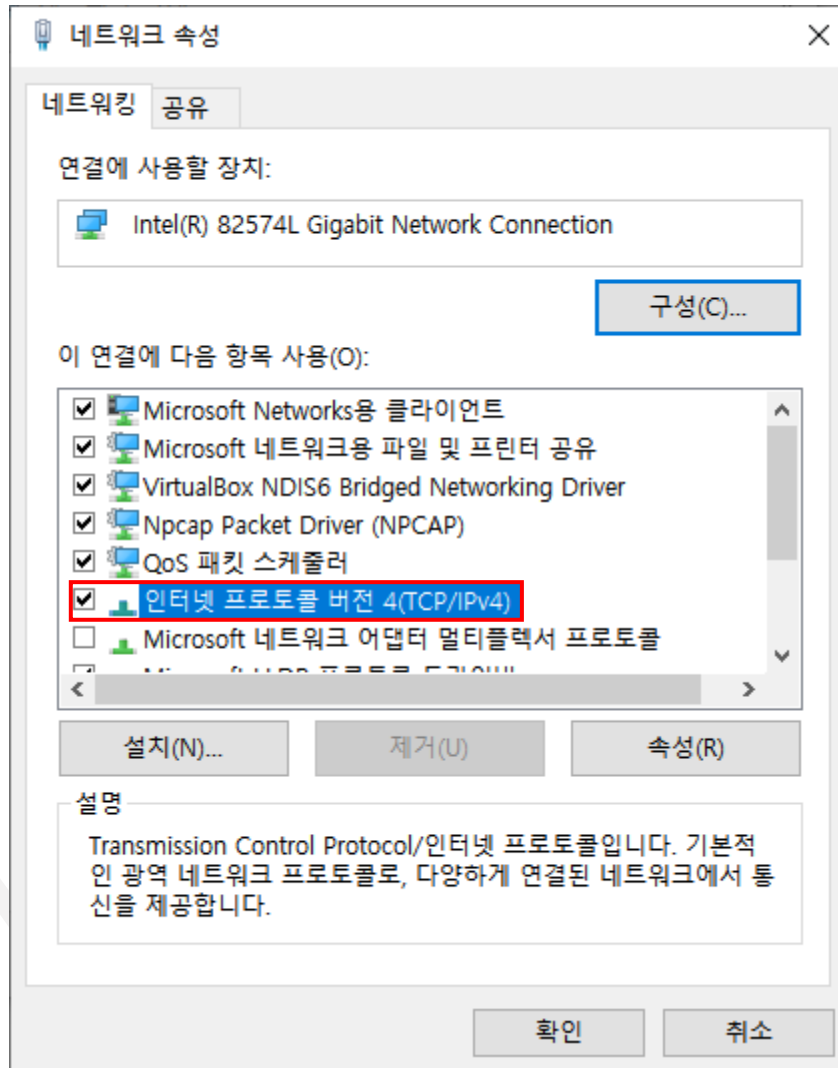 네트워크 속성
네트워킹
공유
연결에 사용할 장치:
Intel(R) 82574L Gigabit Network Connection
구성(C)...
이 연결에 다음 항목 사용(O):
Microsoft Networks용 클라이언트
Microsoft 네트워크용 파일 및 프린터 공유
VirtualBox NDIS6 Bridged Networking Driver
Npcap Packet Driver (NPCAP)
QoS 패킷 스케줄러
인터넷 프로토콜 버전 4(TCP/IPv4)
Microsoft 네트워크 어댑터 멀티플렉서 프로토콜
설치(N)...
제거(U)
속성(R)
설명
Transmission Control Protocol/인터넷 프로토콜입니다. 기본적
인 광역 네트워크 프로토콜로, 다양하게 연결된 네트워크에서 통
신을 제공합니다.
확인
취소